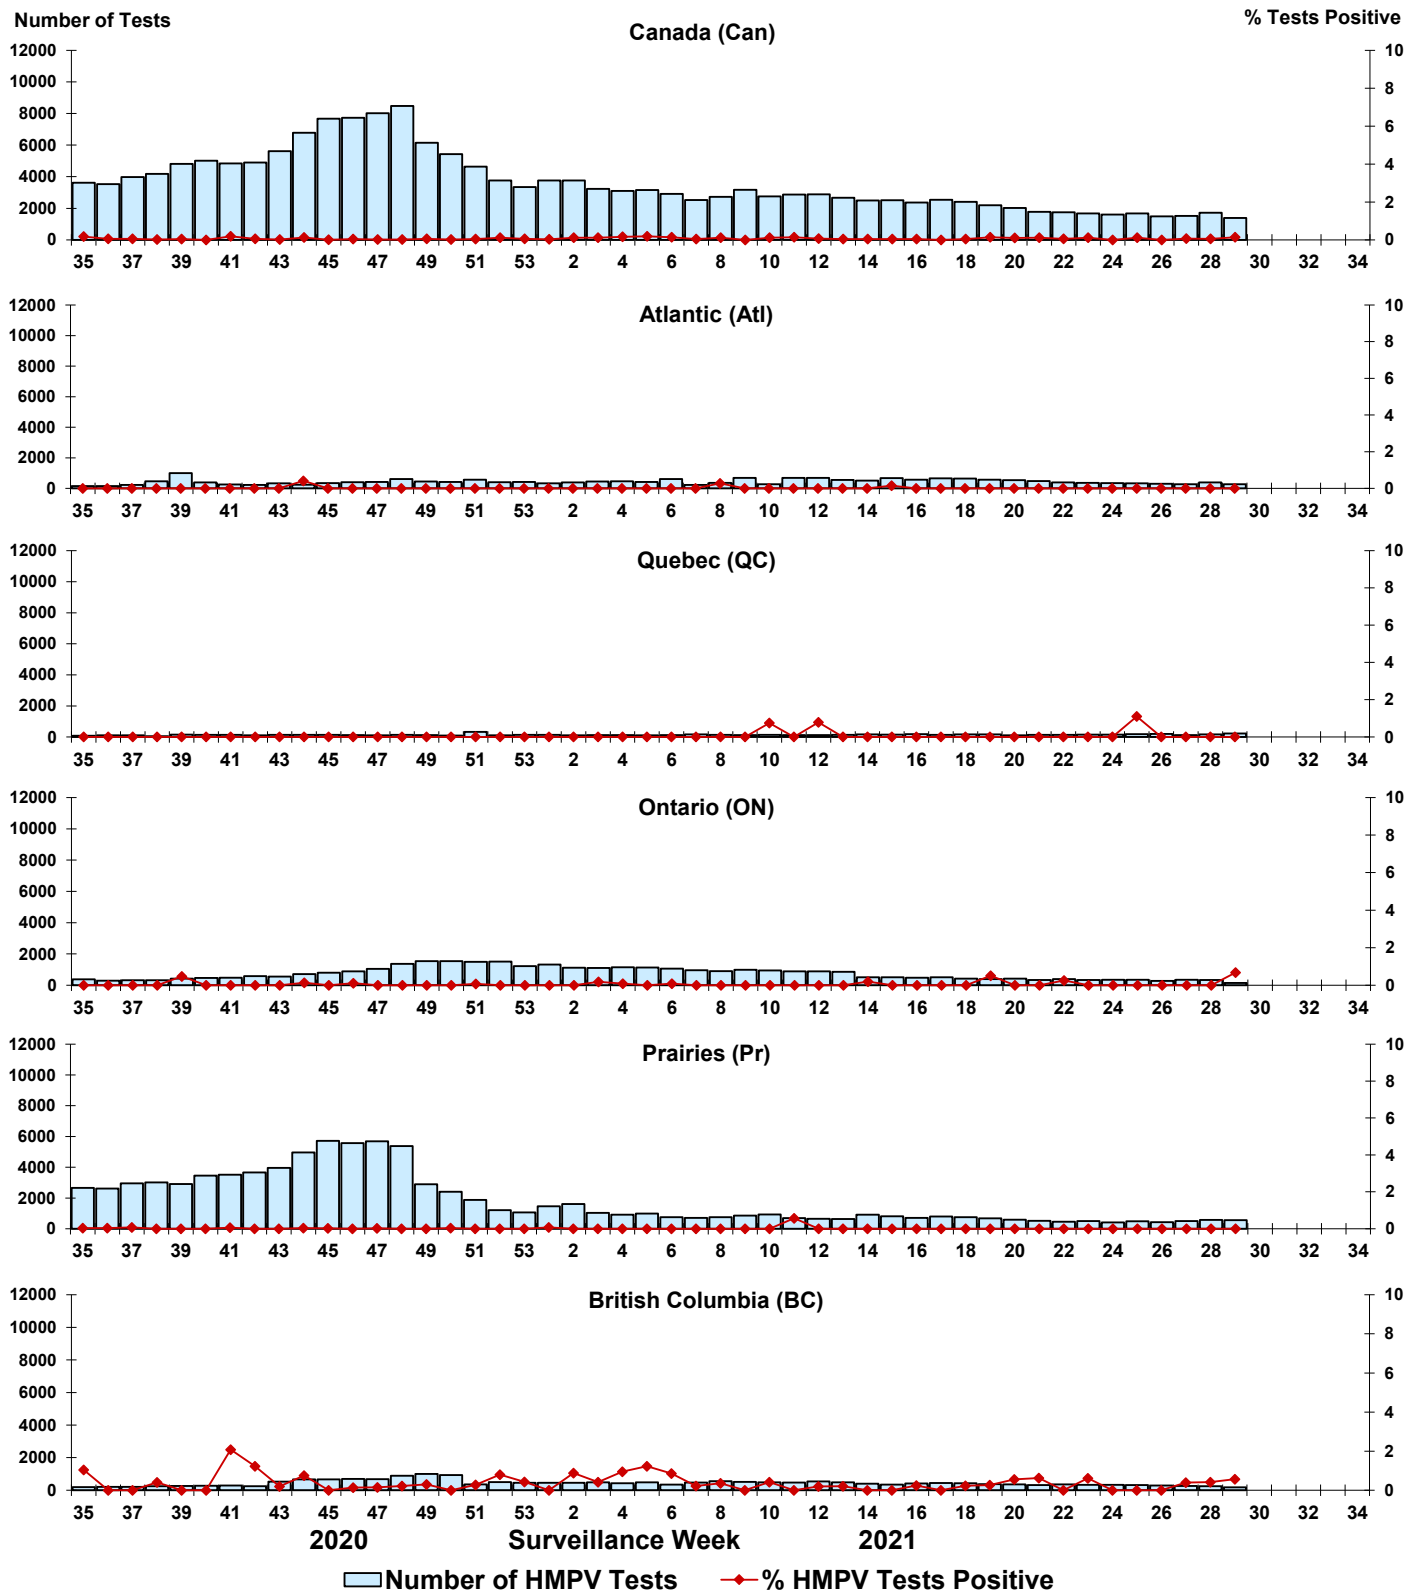 Number of Tests
% Tests Positive
Canada (Can)
12000 10000 8000 6000 4000 2000 0
10 8 6 4 2 0
35 37 39 41 43 45 47 49 51 53 2 4 6 8 10 12 14 16 18 20 22 24 26 28 30 32 34
Atlantic (Atl)
12000 10000 8000 6000 4000 2000 0
10 8 6 4 2 0
35 37 39 41 43 45 47 49 51 53 2 4 6 8 10 12 14 16 18 20 22 24 26 28 30 32 34
Quebec (QC)
12000 10000 8000 6000 4000 2000 0
10 8 6 4 2 0
35 37 39 41 43 45 47 49 51 53 2 4 6 8 10 12 14 16 18 20 22 24 26 28 30 32 34
Ontario (ON)
12000 10000 8000 6000 4000 2000 0
10 8 6 4 2 0
35 37 39 41 43 45 47 49 51 53 2 4 6 8 10 12 14 16 18 20 22 24 26 28 30 32 34
Prairies (Pr)
12000 10000 8000 6000 4000 2000 0
10 8 6 4 2 0
35 37 39 41 43 45 47 49 51 53 2 4 6 8 10 12 14 16 18 20 22 24 26 28 30 32 34
British Columbia (BC)
12000 10000 8000 6000 4000 2000 0
10 8 6 4 2 0
35 37 39 41 43 45 47 49 51 53 2 4 6 8 10 12 14 16 18 20 22 24 26 28 30 32 34
2020 Surveillance Week 2021
Number of HMPV Tests % HMPV Tests Positive